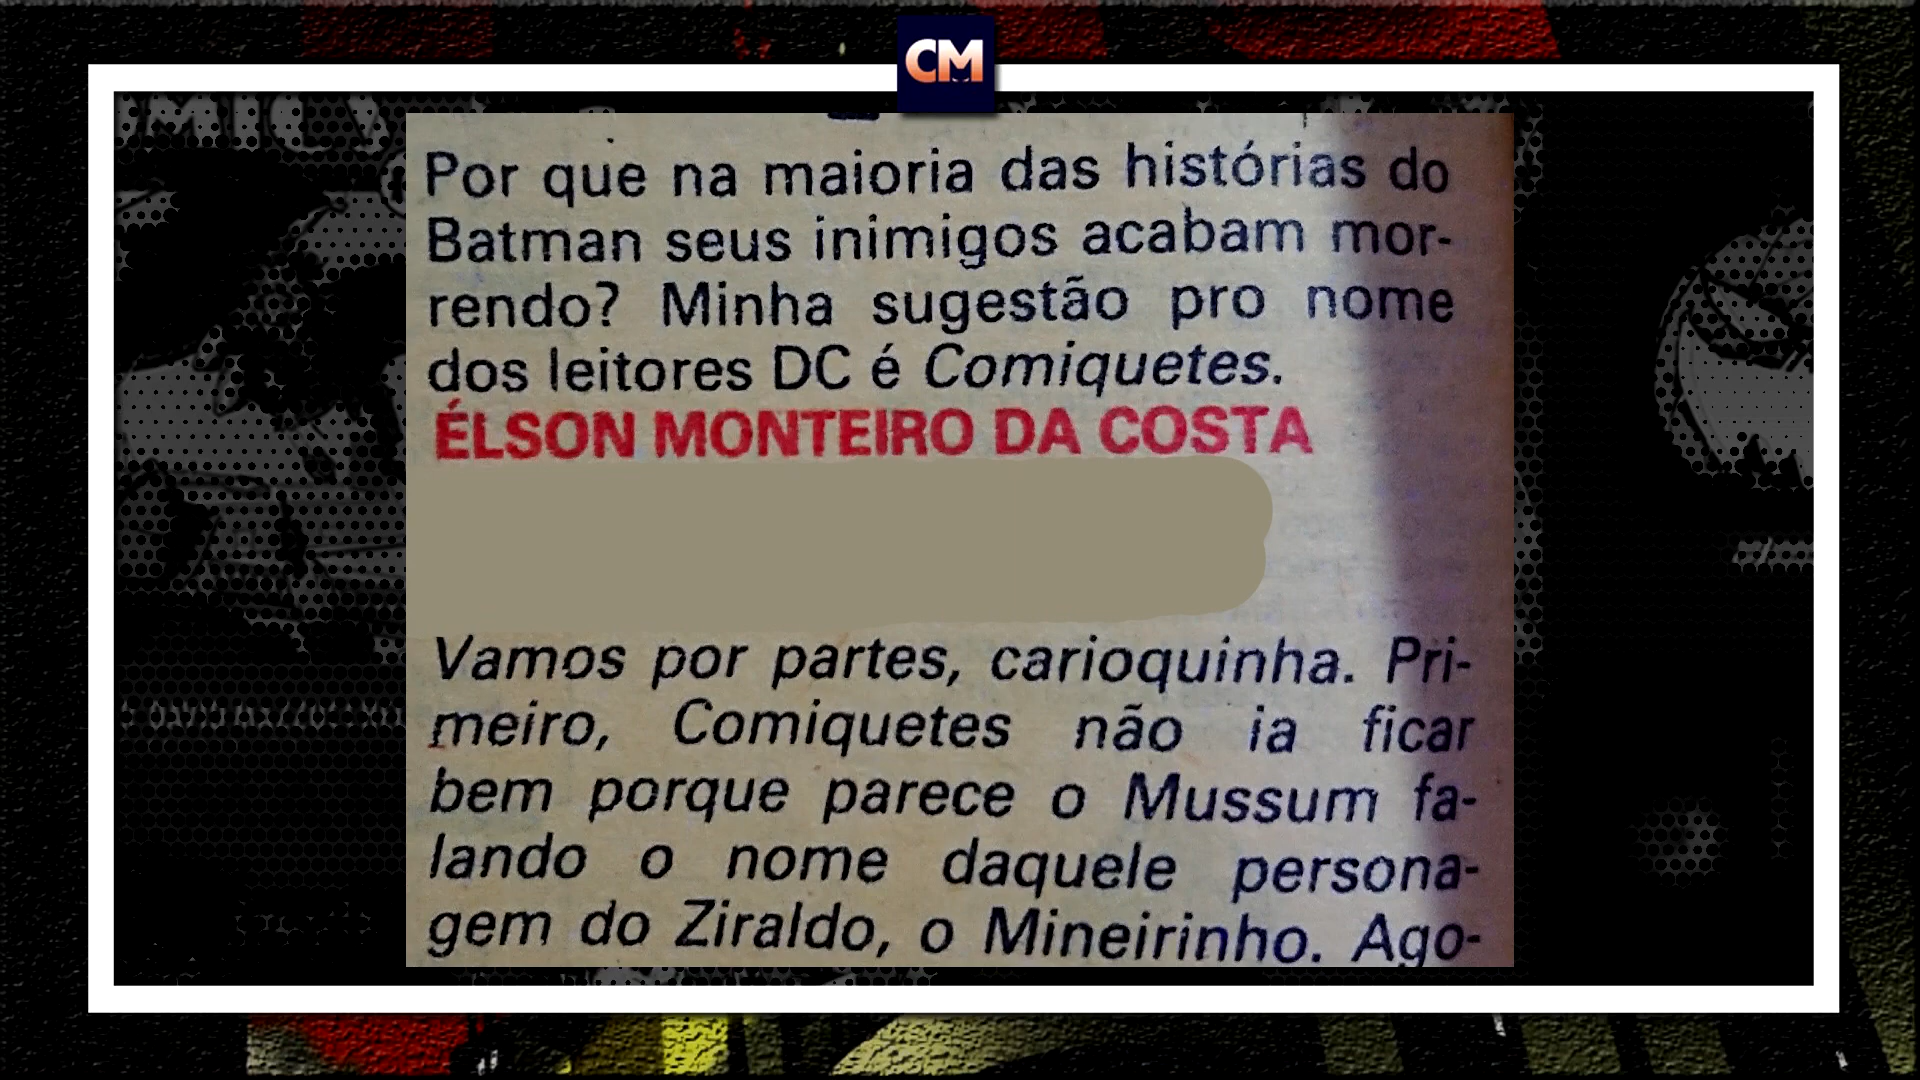 CM
Por que na maioria das histórias do
Batman seus inimigos acabam mor-
rendo? Minha sugestão pro nome
dos leitores DC é Comiquetes.
ÉLSON MONTEIRO DA COSTA
Vamos por partes, carioquinha. Pri-
meiro, Comiquetes não ia ficar
bem porque parece o Mussum fa-
lando o nome daquele persona-
gem do Ziraldo, o Mineirinho. Ago-